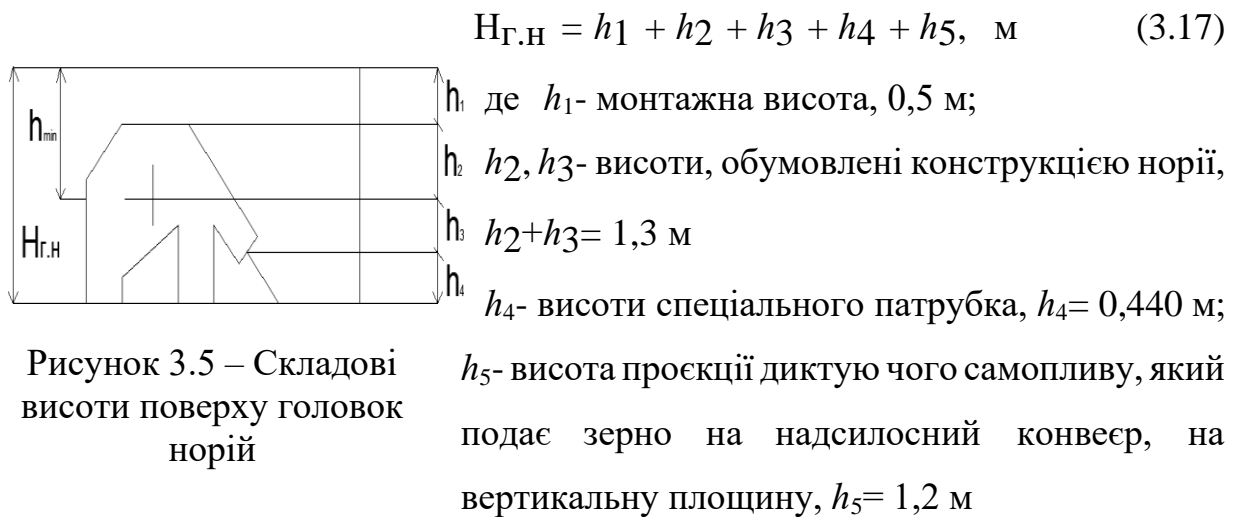 Hг.н = h1 + h2 + h3 + h4 + h5, м (3.17)
де h1- монтажна висота, 0,5 м;
h2, h3- висоти, обумовлені конструкцією норії,
h2+h3= 1,3 м
h4- висоти спеціального патрубка, h4= 0,440 м;
h5- висота проєкції диктую чого самопливу, який
подає зерно на надсилосний конвеєр, на
вертикальну площину, h5= 1,2 м
hmin
Hг.н
h1
h2
h3
h4
Рисунок 3.5 – Складові
висоти поверху головок
норій